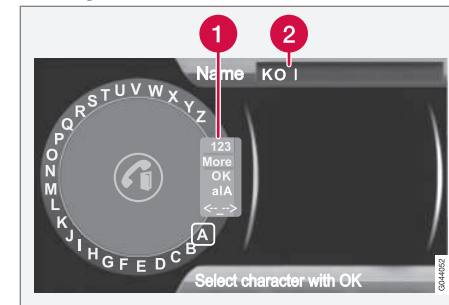 1
2
Name KO I
A B C D E F G H I J K L M N O P Q R S T U V W X Y Z
123
More
OK
a|A
<--_-->
Select character with OK
G044052